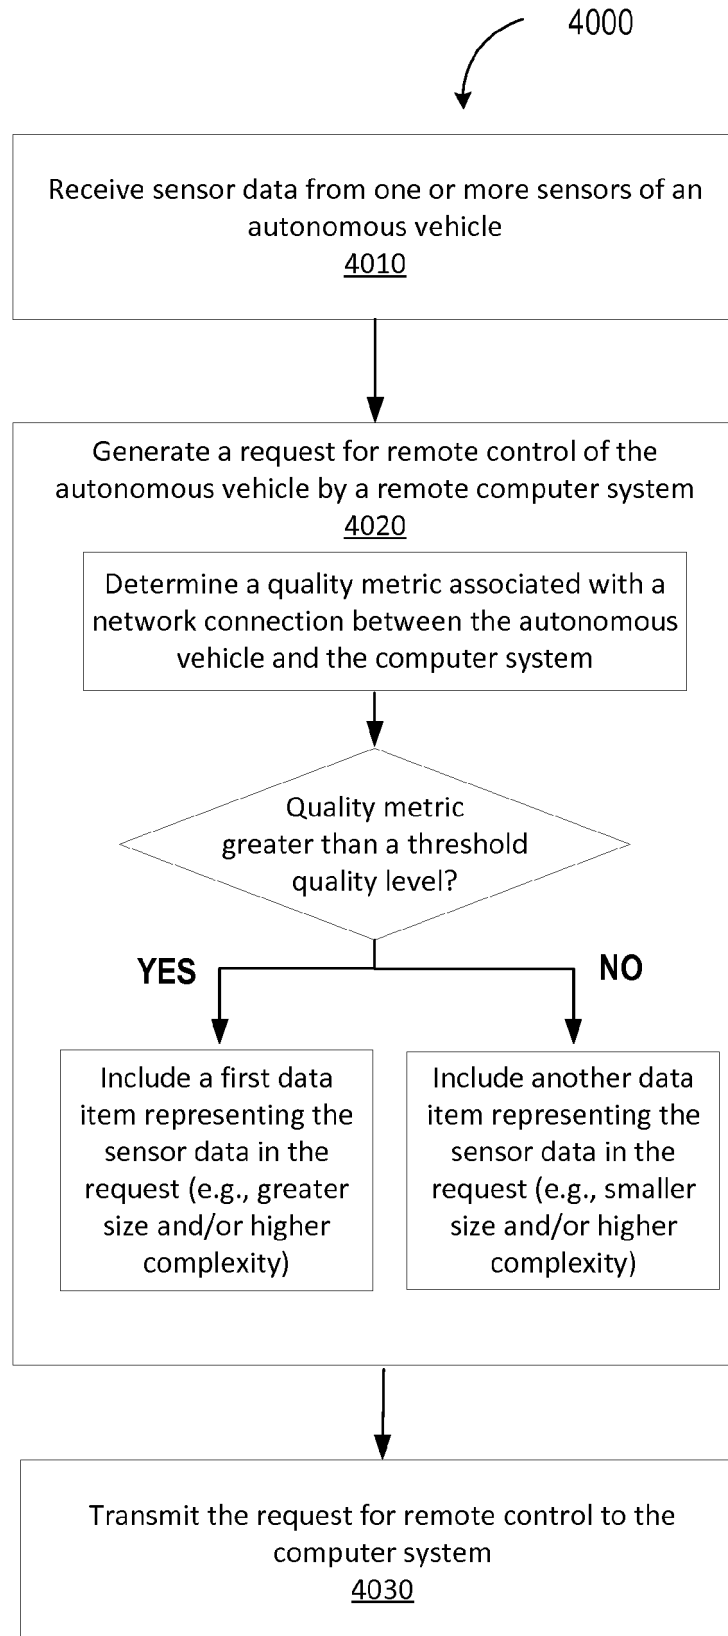 4000
Receive sensor data from one or more sensors of an
autonomous vehicle
4010
Generate a request for remote control of the
autonomous vehicle by a remote computer system
4020
Determine a quality metric associated with a
network connection between the autonomous
vehicle and the computer system
Quality metric
greater than a threshold
quality level?
YES
NO
Include a first data
item representing the
sensor data in the
request (e.g., greater
size and/or higher
complexity)
Include another data
item representing the
sensor data in the
request (e.g., smaller
size and/or higher
complexity)
Transmit the request for remote control to the
computer system
4030